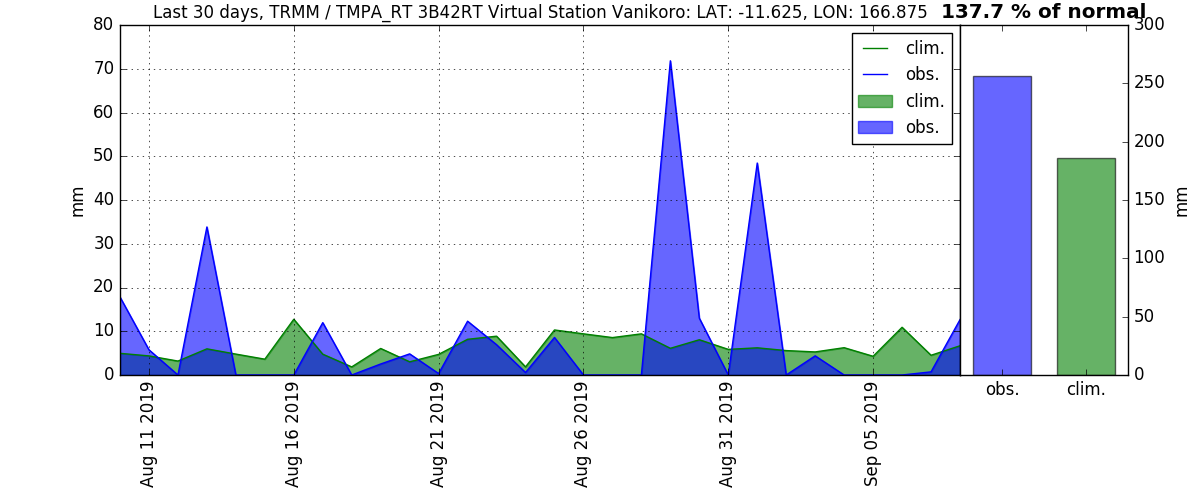 Last 30 days, TRMM / TMPA_RT 3B42RT Virtual Station Vanikoro: LAT: -11.625, LON: 166.875 137.7 % of normal
80
70
60
50
40
30
20
10
0
mm
clim.
obs.
clim.
obs.
300
250
200
150
100
50
0
mm
obs.
clim.
Aug 11 2019
Aug 16 2019
Aug 21 2019
Aug 26 2019
Aug 31 2019
Sep 05 2019